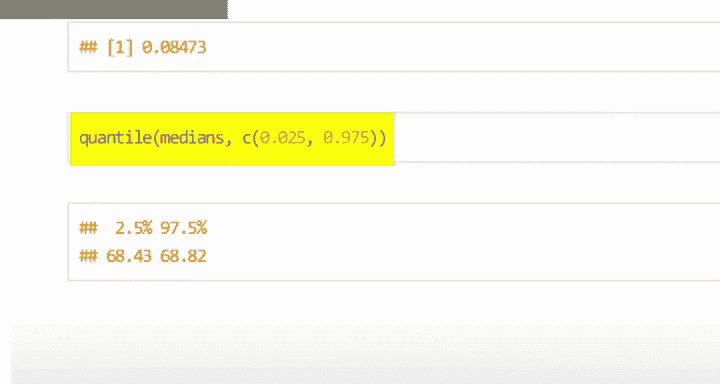 ## [1] 0.08473
quantile(medians, c(0.025, 0.975))
##  2.5% 97.5%
## 68.43 68.82